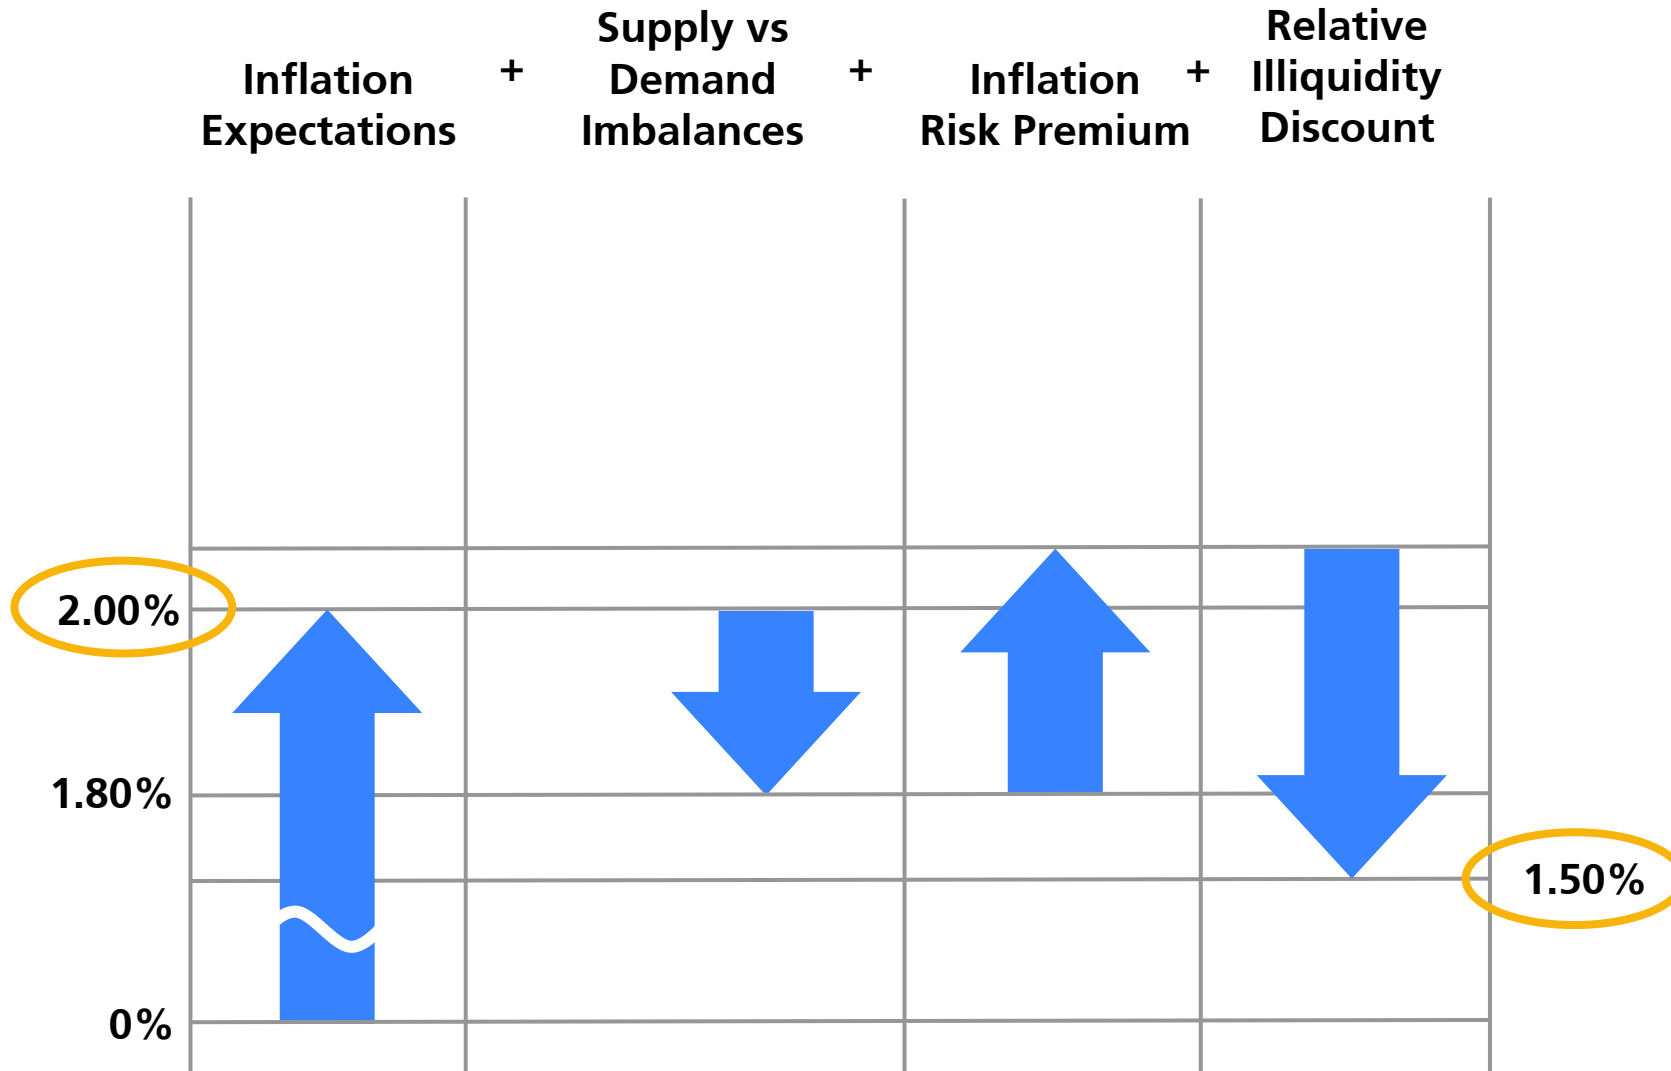 Inflation
Expectations
+
Supply vs
Demand
Imbalances
+
Inflation
Risk Premium
+
Relative
Illiquidity
Discount
2.00%
1.80%
1.50%
0%